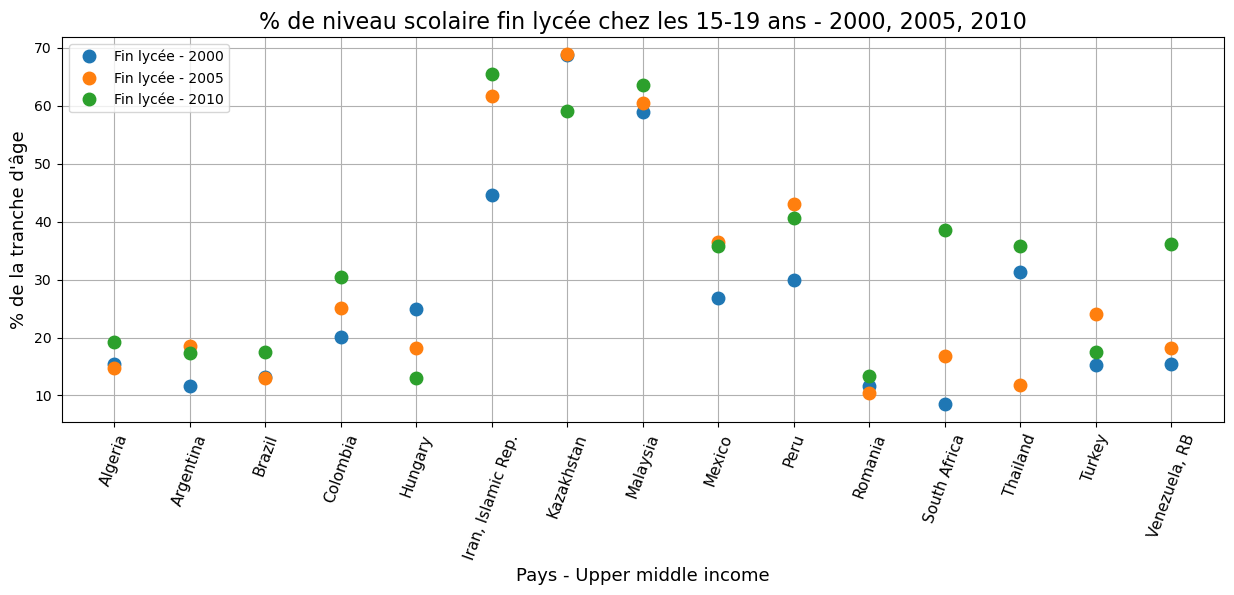 % de niveau scolaire fin lycée chez les 15-19 ans - 2000, 2005, 2010
Fin lycée - 2000
Fin lycée - 2005
Fin lycée - 2010
% de la tranche d'âge
70
60
50
40
30
20
10
Algeria
Argentina
Brazil
Colombia
Hungary
Iran, Islamic Rep.
Kazakhstan
Malaysia
Mexico
Peru
Romania
South Africa
Thailand
Turkey
Venezuela, RB
Pays - Upper middle income